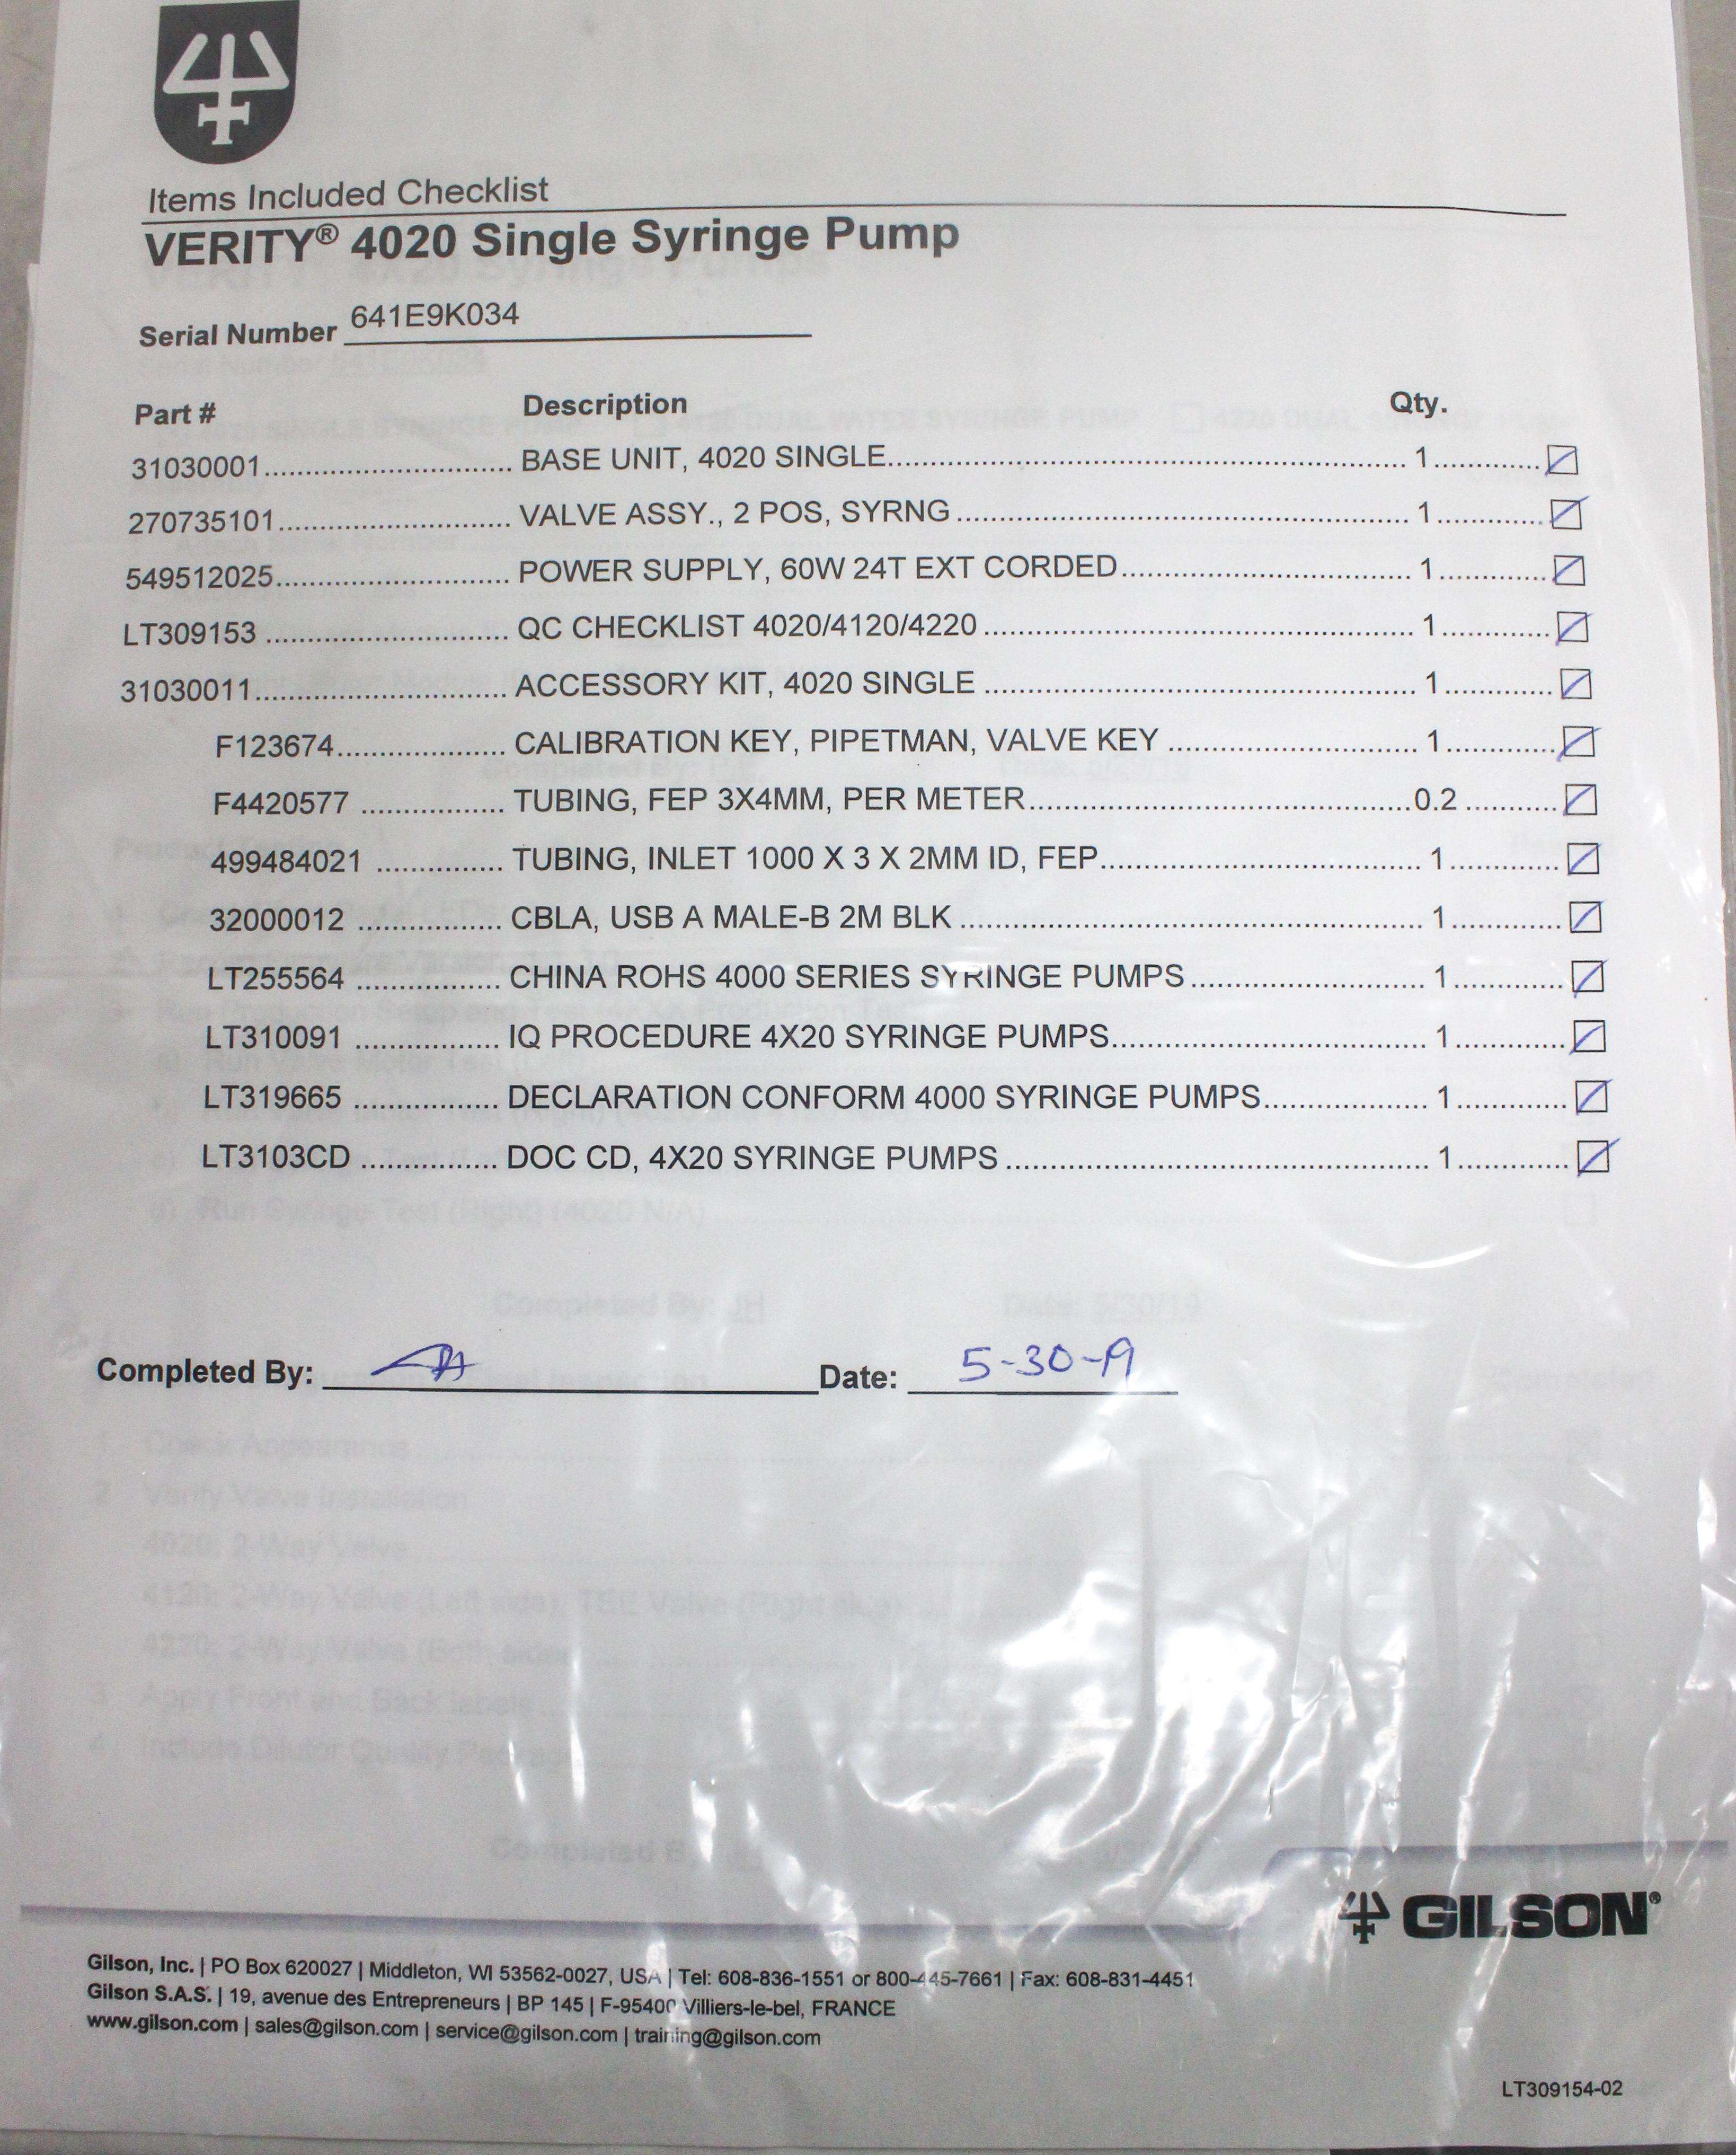 Items Included Checklist
VERITY® 4020 Single Syringe Pump
Serial Number 641E9K034
Part # Description Qty.
31030001 BASE UNIT, 4020 SINGLE 1
270735101 VALVE ASSY., 2 POS, SYRNG 1
549512025 POWER SUPPLY, 60W 24T EXT CORDED 1
LT309153 QC CHECKLIST 4020/4120/4220 1
31030011 ACCESSORY KIT, 4020 SINGLE 1
F123674 CALIBRATION KEY, PIPETMAN, VALVE KEY 1
F4420577 TUBING, FEP 3X4MM, PER METER 0.2
499484021 TUBING, INLET 1000 X 3 X 2MM ID, FEP 1
32000012 CBLA, USB A MALE-B 2M BLK 1
LT255564 CHINA ROHS 4000 SERIES SYRINGE PUMPS 1
LT310091 IQ PROCEDURE 4X20 SYRINGE PUMPS 1
LT319665 DECLARATION CONFORM 4000 SYRINGE PUMPS 1
LT3103CD DOC CD, 4X20 SYRINGE PUMPS 1
Completed By: Date: 5-30-19
GILSON®
Gilson, Inc. | PO Box 620027 | Middleton, WI 53562-0027, USA | Tel: 608-836-1551 or 800-445-7661 | Fax: 608-831-4451
Gilson S.A.S. | 19, avenue des Entrepreneurs | BP 145 | F-95400 Villiers-le-bel, FRANCE
www.gilson.com | sales@gilson.com | service@gilson.com | training@gilson.com
LT309154-02